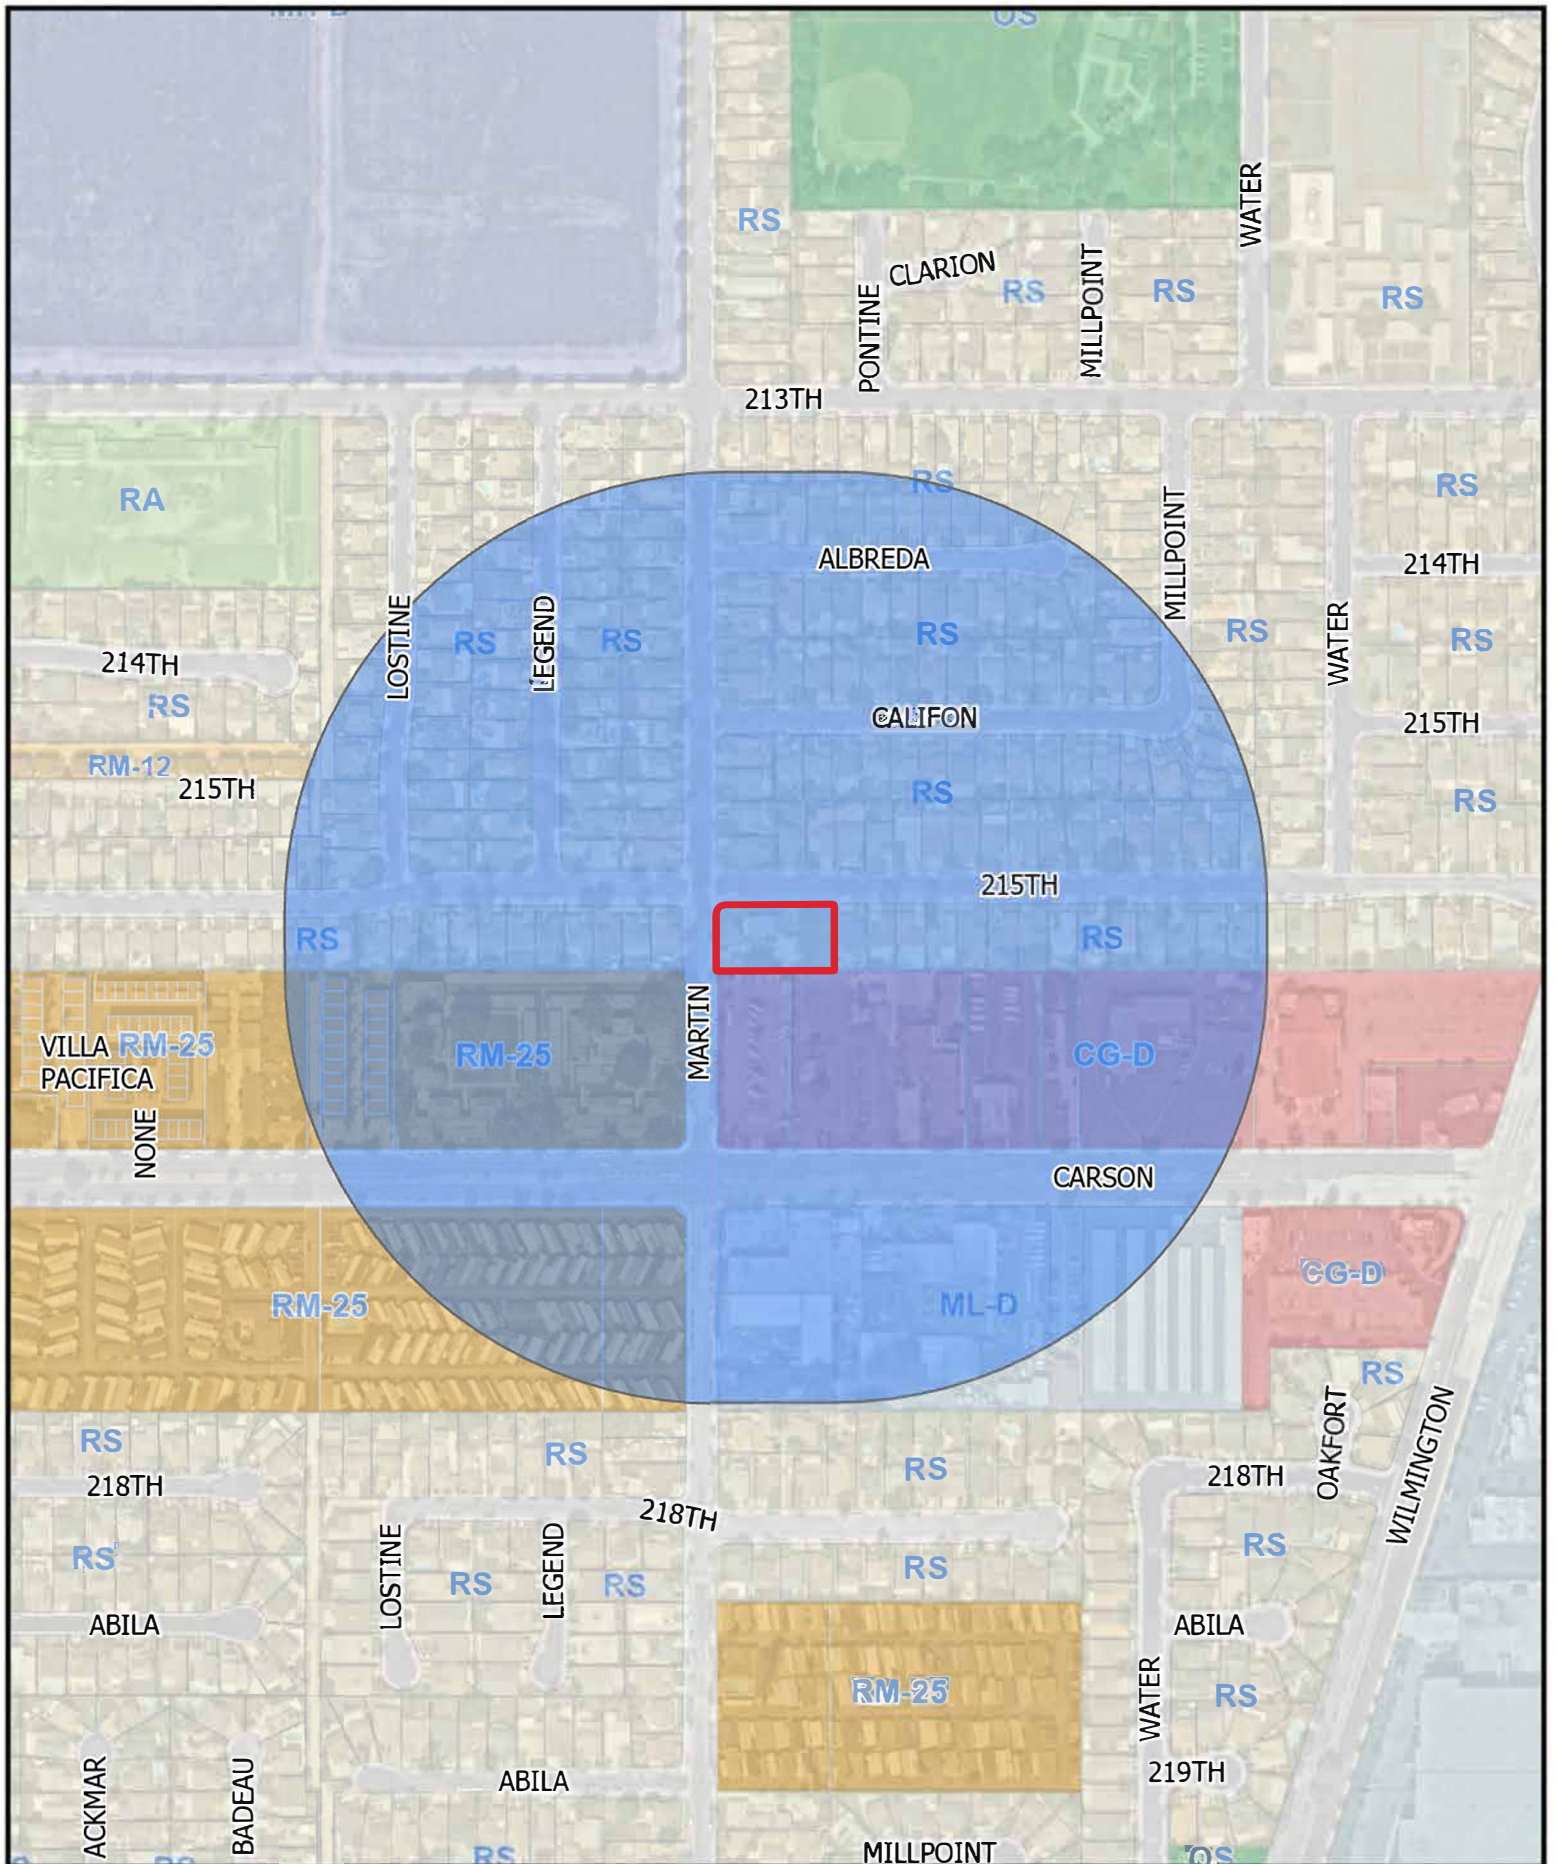 OS
WATER
RS
CLARION
MILLPOINT
RS
RS
RS
PONTINE
213TH
RS
RS
RA
MILLPOINT
ALBREDA
214TH
LOSTINE
LEGEND
WATER
RS
RS
RS
RS
RS
214TH
RS
CALIFON
215TH
RM-12
215TH
RS
RS
215TH
RS
RS
MARTIN
VILLA
PACIFICA
RM-25
RM-25
CG-D
NONE
CARSON
CG-D
RM-25
ML-D
RS
OAKFORT
WILMINGTON
RS
RS
RS
218TH
218TH
218TH
RS
LOSTINE
LEGEND
RS
RS
RS
RS
ABILA
ABILA
RM-25
WATER
RS
ACKMAR
BADEAU
ABILA
219TH
RS
MILLPOINT
OS